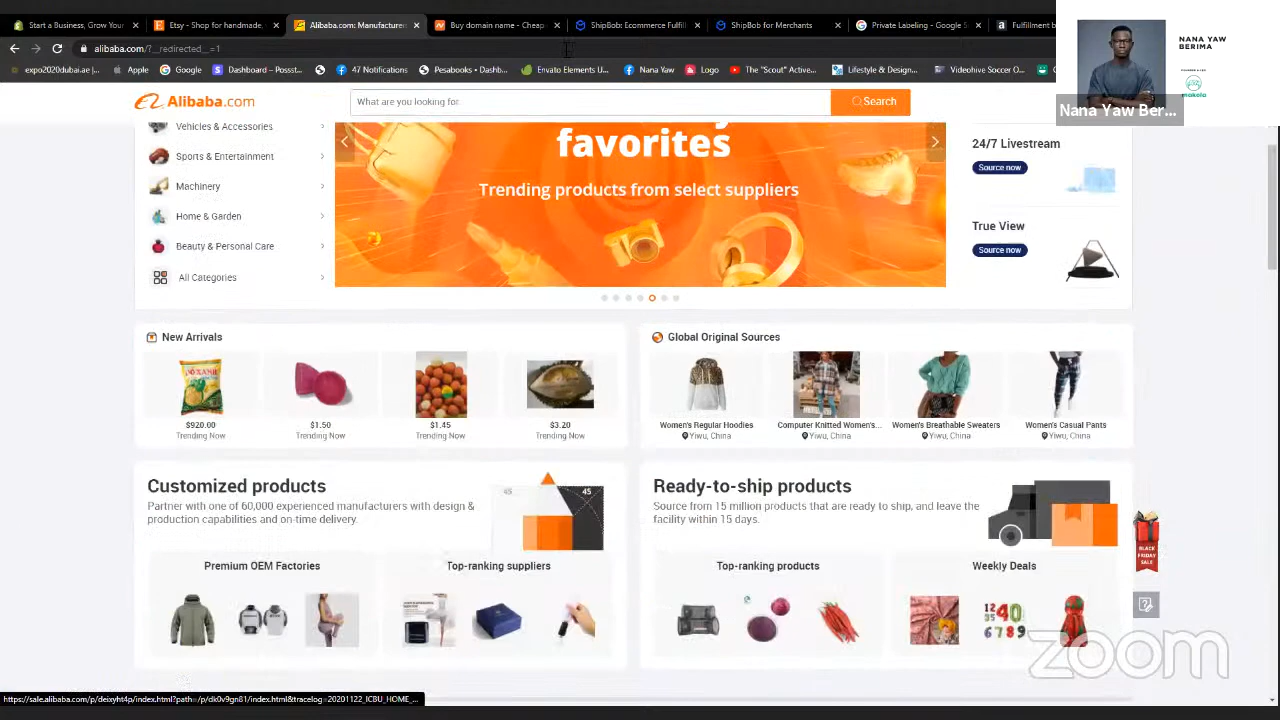 Start a Business, Grow Your B
Etsy - Shop for handmade, vint
Alibaba.com: Manufacturer
Buy domain name - Cheap
ShipBob: Ecommerce Fulfill
ShipBob for Merchants
Private Labeling - Google S
Fulfillment b
alibaba.com/?__redirected__=1
expo2020dubai.ae |...
Apple
Google
Dashboard – Postst...
47 Notifications
Pesabooks - Dashb...
Envato Elements U...
Nana Yaw
Logo
The "Scout" Active...
Lifestyle & Design...
Videohive Soccer O...
NANA YAW
BERIMA
makola
Nana Yaw Ber...
Alibaba.com
What are you looking for.
Search
Vehicles & Accessories
Sports & Entertainment
Machinery
Home & Garden
Beauty & Personal Care
All Categories
favorites
Trending products from select suppliers
24/7 Livestream
Source now
True View
Source now
New Arrivals
$920.00
Trending Now
$1.50
Trending Now
$1.45
Trending Now
$3.20
Trending Now
Global Original Sources
Women's Regular Hoodies
Yiwu, China
Computer Knitted Women's...
Yiwu, China
Women's Breathable Sweaters
Yiwu, China
Women's Casual Pants
Yiwu, China
Customized products
Partner with one of 60,000 experienced manufacturers with design &
production capabilities and on-time delivery.
45
45
Premium OEM Factories
Top-ranking suppliers
Ready-to-ship products
Source from 15 million products that are ready to ship, and leave the
facility within 15 days.
Top-ranking products
Weekly Deals
BLACK
FRIDAY
SALE
zoom
https://sale.alibaba.com/p/deixyht4p/index.html?path=/p/dk0v9gn81/index.html&tracelog=20201122_ICBU_HOME_...